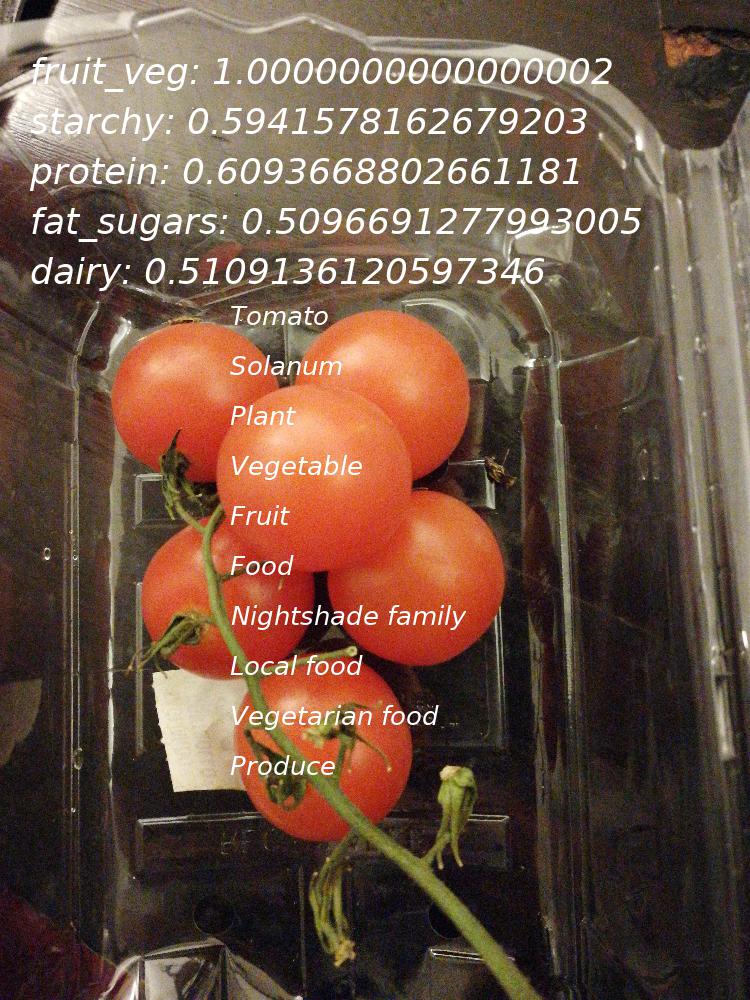 fruit_veg: 1.0000000000000002
starchy: 0.5941578162679203
protein: 0.6093668802661181
fat_sugars: 0.5096691277993005
dairy: 0.5109136120597346
Tomato
Solanum
Plant
Vegetable
Fruit
Food
Nightshade family
Local food
Vegetarian food
Produce